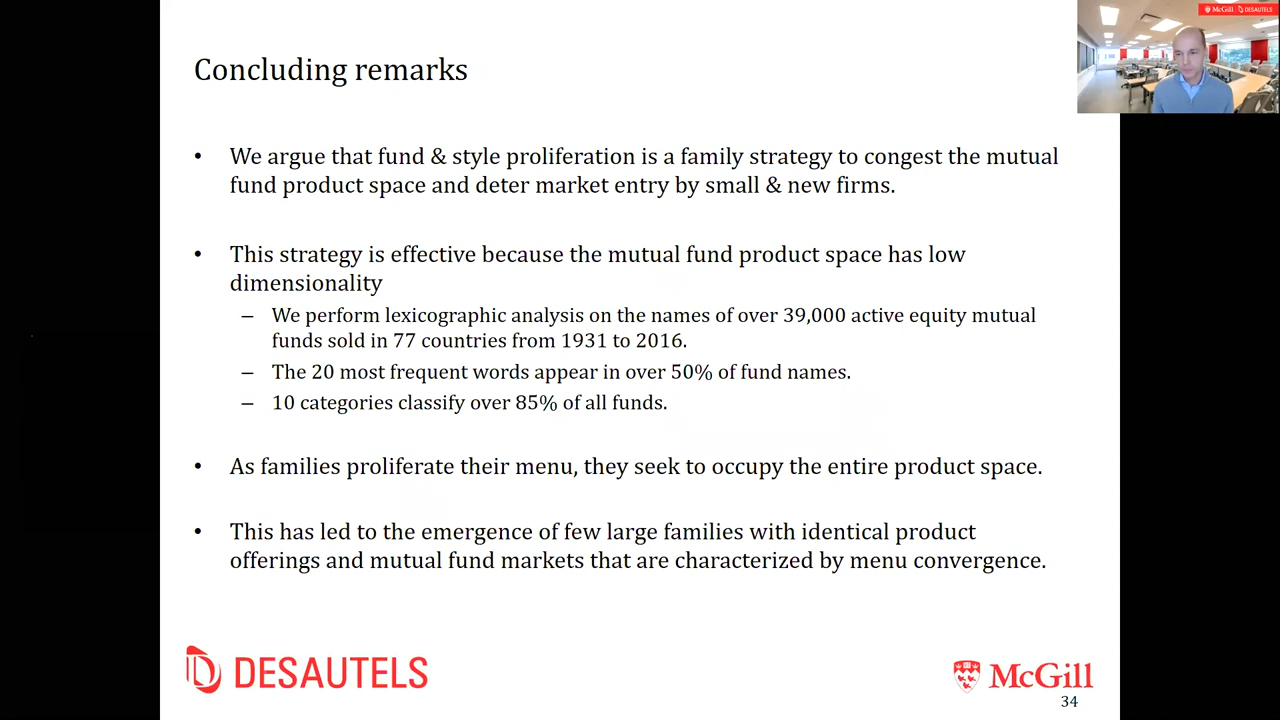 McGill DESAUTELS
Concluding remarks
• We argue that fund & style proliferation is a family strategy to congest the mutual
fund product space and deter market entry by small & new firms.
• This strategy is effective because the mutual fund product space has low
dimensionality
– We perform lexicographic analysis on the names of over 39,000 active equity mutual
funds sold in 77 countries from 1931 to 2016.
– The 20 most frequent words appear in over 50% of fund names.
– 10 categories classify over 85% of all funds.
• As families proliferate their menu, they seek to occupy the entire product space.
• This has led to the emergence of few large families with identical product
offerings and mutual fund markets that are characterized by menu convergence.
DESAUTELS
McGill
34